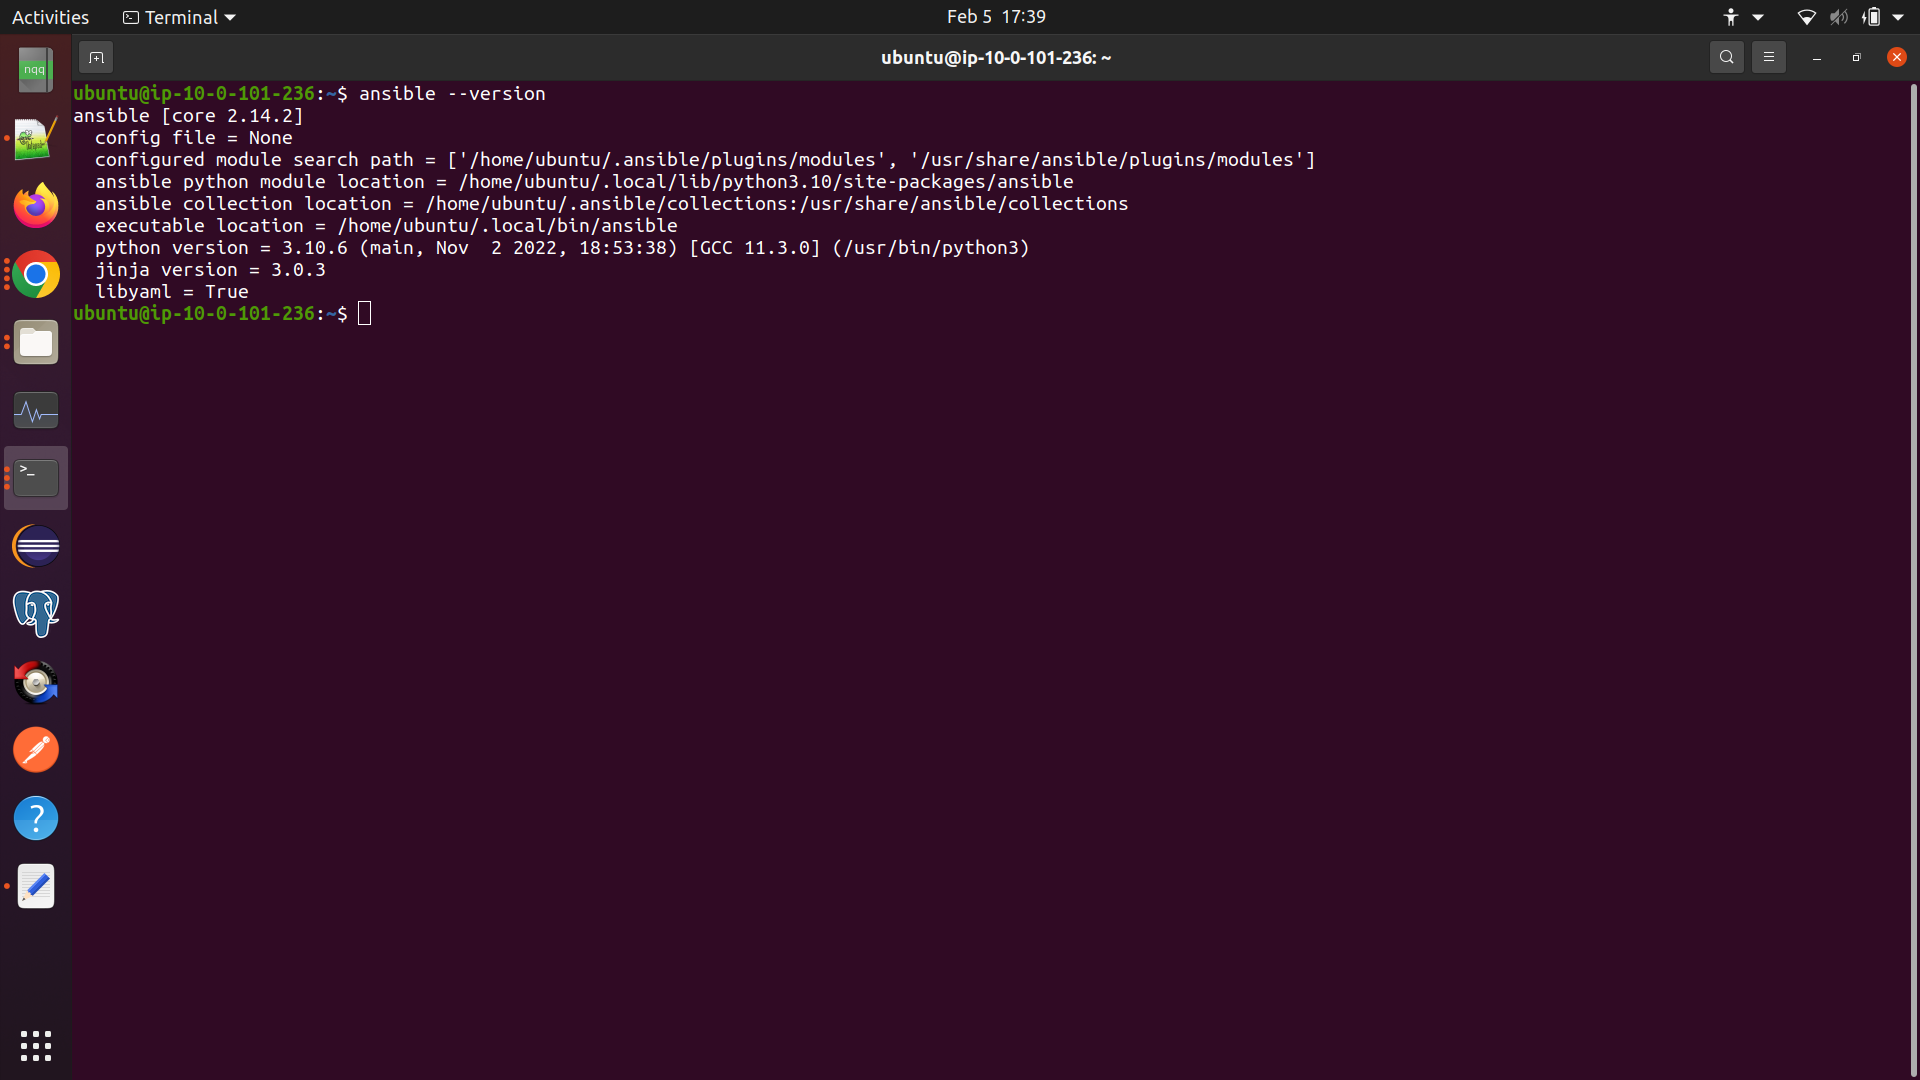 Activities Terminal Feb 5 17:39
ubuntu@ip-10-0-101-236: ~
nqq
ubuntu@ip-10-0-101-236:~$ ansible --version
ansible [core 2.14.2]
  config file = None
  configured module search path = ['/home/ubuntu/.ansible/plugins/modules', '/usr/share/ansible/plugins/modules']
  ansible python module location = /home/ubuntu/.local/lib/python3.10/site-packages/ansible
  ansible collection location = /home/ubuntu/.ansible/collections:/usr/share/ansible/collections
  executable location = /home/ubuntu/.local/bin/ansible
  python version = 3.10.6 (main, Nov  2 2022, 18:53:38) [GCC 11.3.0] (/usr/bin/python3)
  jinja version = 3.0.3
  libyaml = True
ubuntu@ip-10-0-101-236:~$
>_
?